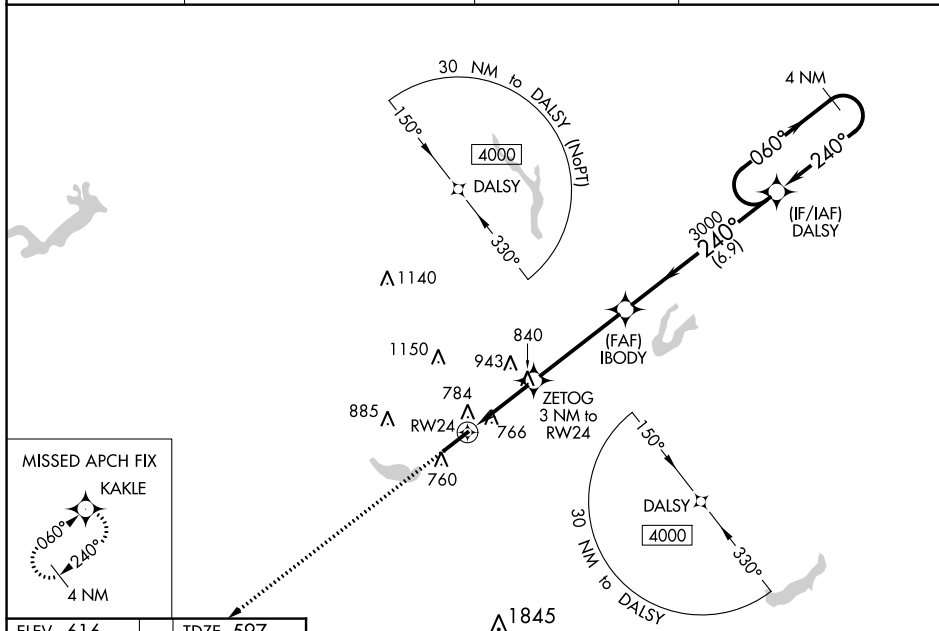 30 NM to DALSY (NoPT)
150°
4000
DALSY
330°
4 NM
060°
240°
(IF/IAF)
DALSY
3000
240°
(6.9)
1140
(FAF)
IBODY
840
1150
943
ZETOG
3 NM to
RW24
784
885
RW24
766
760
MISSED APCH FIX
KAKLE
060°
240°
4 NM
150°
DALSY
4000
330°
30 NM to DALSY
1845
ELEV 616
TDZE 597